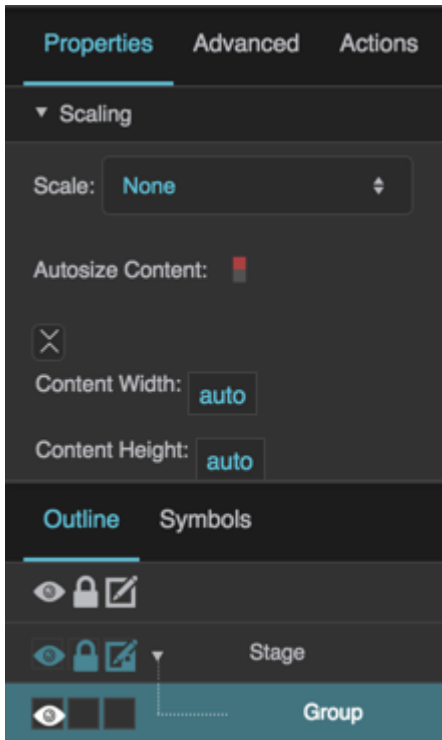 Properties Advanced Actions
Scaling
Scale: None
Autosize Content:
Content Width: auto
Content Height: auto
Outline Symbols
Stage
Group